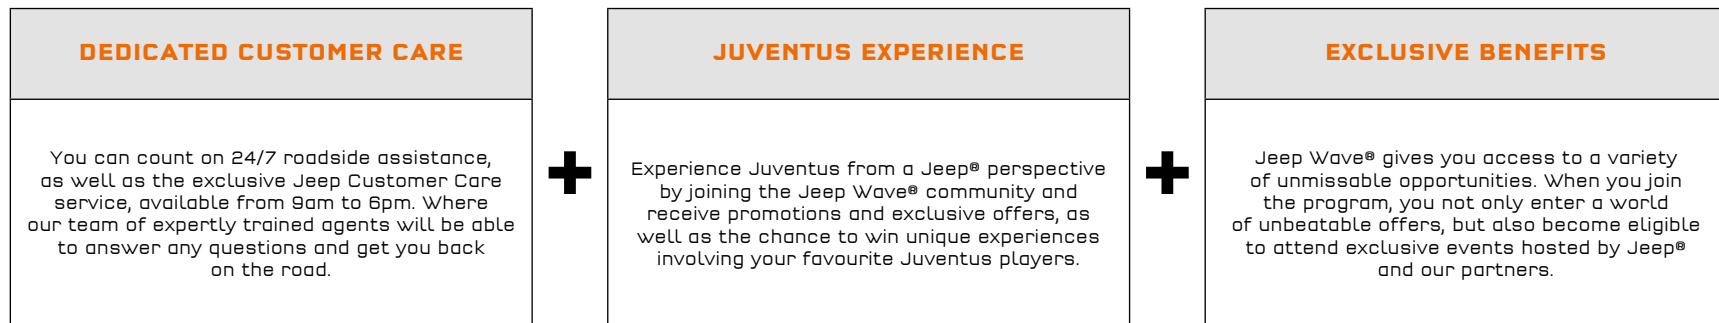 DEDICATED CUSTOMER CARE
You can count on 24/7 roadside assistance,
as well as the exclusive Jeep Customer Care
service, available from 9am to 6pm. Where
our team of expertly trained agents will be able
to answer any questions and get you back
on the road.
+
JUVENTUS EXPERIENCE
Experience Juventus from a Jeep® perspective
by joining the Jeep Wave® community and
receive promotions and exclusive offers, as
well as the chance to win unique experiences
involving your favourite Juventus players.
+
EXCLUSIVE BENEFITS
Jeep Wave® gives you access to a variety
of unmissable opportunities. When you join
the program, you not only enter a world
of unbeatable offers, but also become eligible
to attend exclusive events hosted by Jeep®
and our partners.